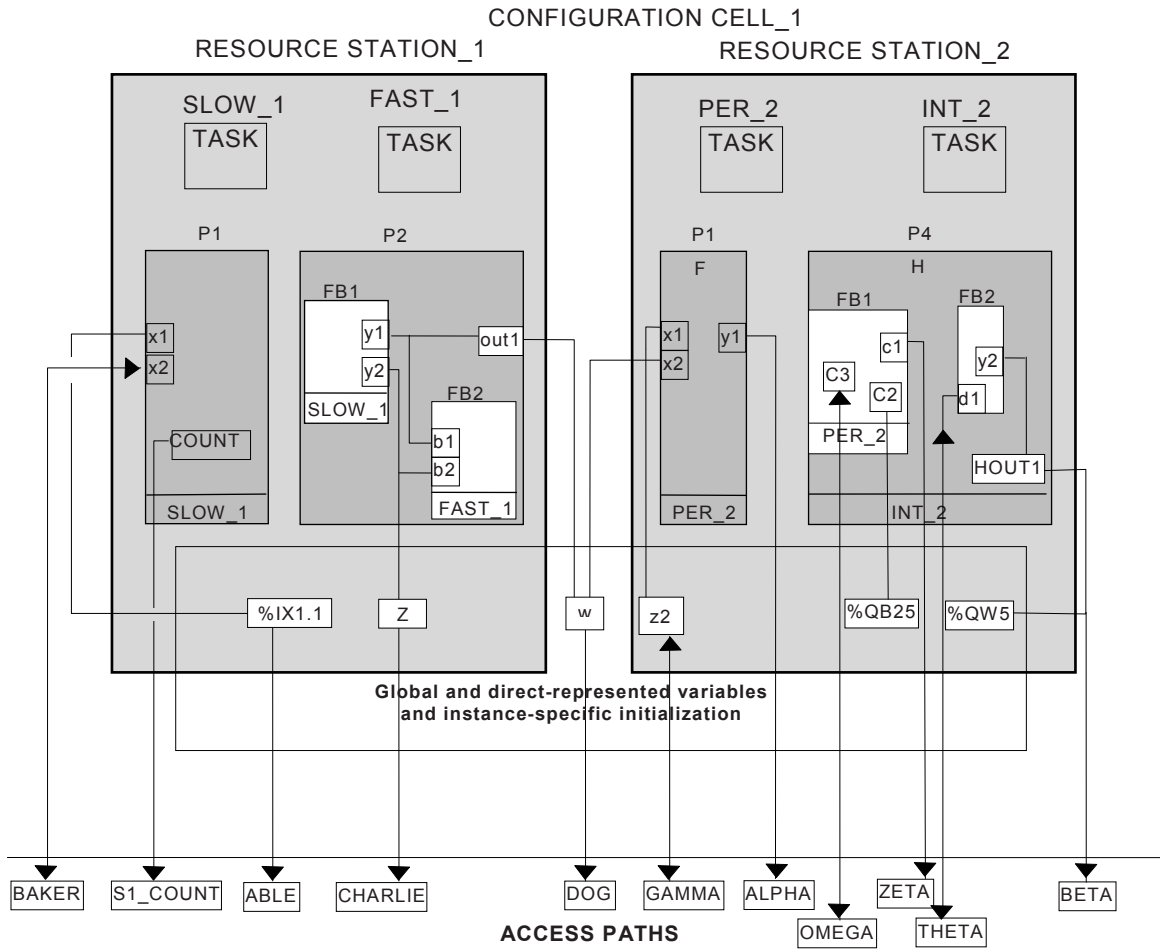 CONFIGURATION CELL_1
RESOURCE STATION_1
RESOURCE STATION_2
SLOW_1
FAST_1
PER_2
INT_2
TASK
TASK
TASK
TASK
P1
P2
P1
P4
F
H
FB1
FB1
FB2
x1
y1
out1
x1
y1
c1
y2
x2
y2
x2
C3
C2
d1
SLOW_1
FB2
COUNT
b1
PER_2
b2
HOUT1
SLOW_1
FAST_1
PER_2
INT_2
%IX1.1
Z
w
z2
%QB25
%QW5
Global and direct-represented variables
and instance-specific initialization
BAKER
S1_COUNT
ABLE
CHARLIE
DOG
GAMMA
ALPHA
ZETA
BETA
OMEGA
THETA
ACCESS PATHS